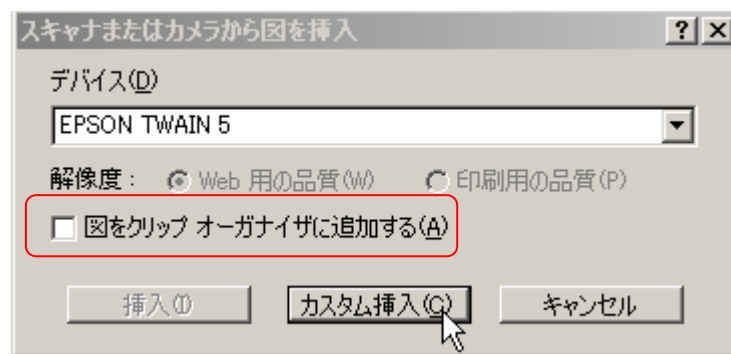 スキャナまたはカメラから図を挿入
デバイス(D)
EPSON TWAIN 5
解像度： Web 用の品質(W) 印刷用の品質(P)
図をクリップ オーガナイザに追加する(A)
挿入(I) カスタム挿入(C) キャンセル